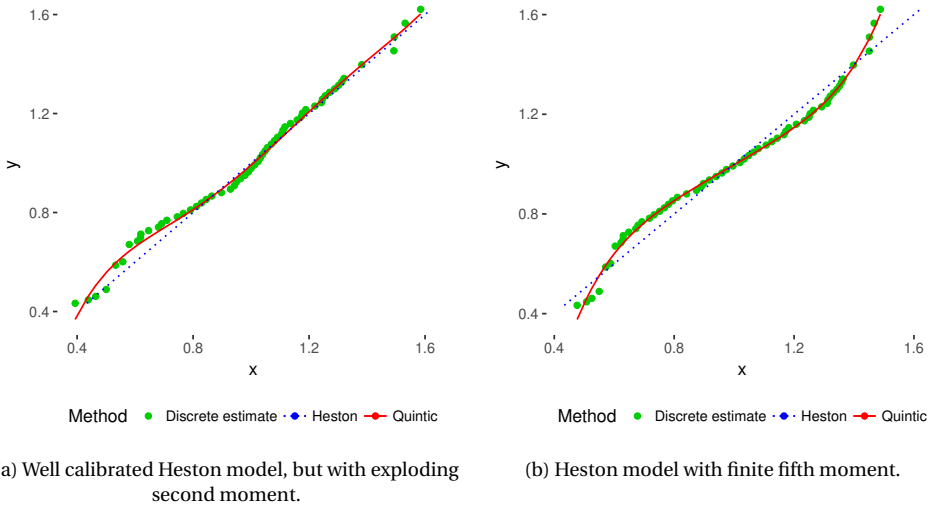 1.6
1.2
0.8
0.4
y
0.4
0.8
1.2
1.6
x
Method Discrete estimate Heston Quintic
a) Well calibrated Heston model, but with exploding
second moment.
1.6
1.2
0.8
0.4
y
0.4
0.8
1.2
1.6
x
Method Discrete estimate Heston Quintic
(b) Heston model with finite fifth moment.